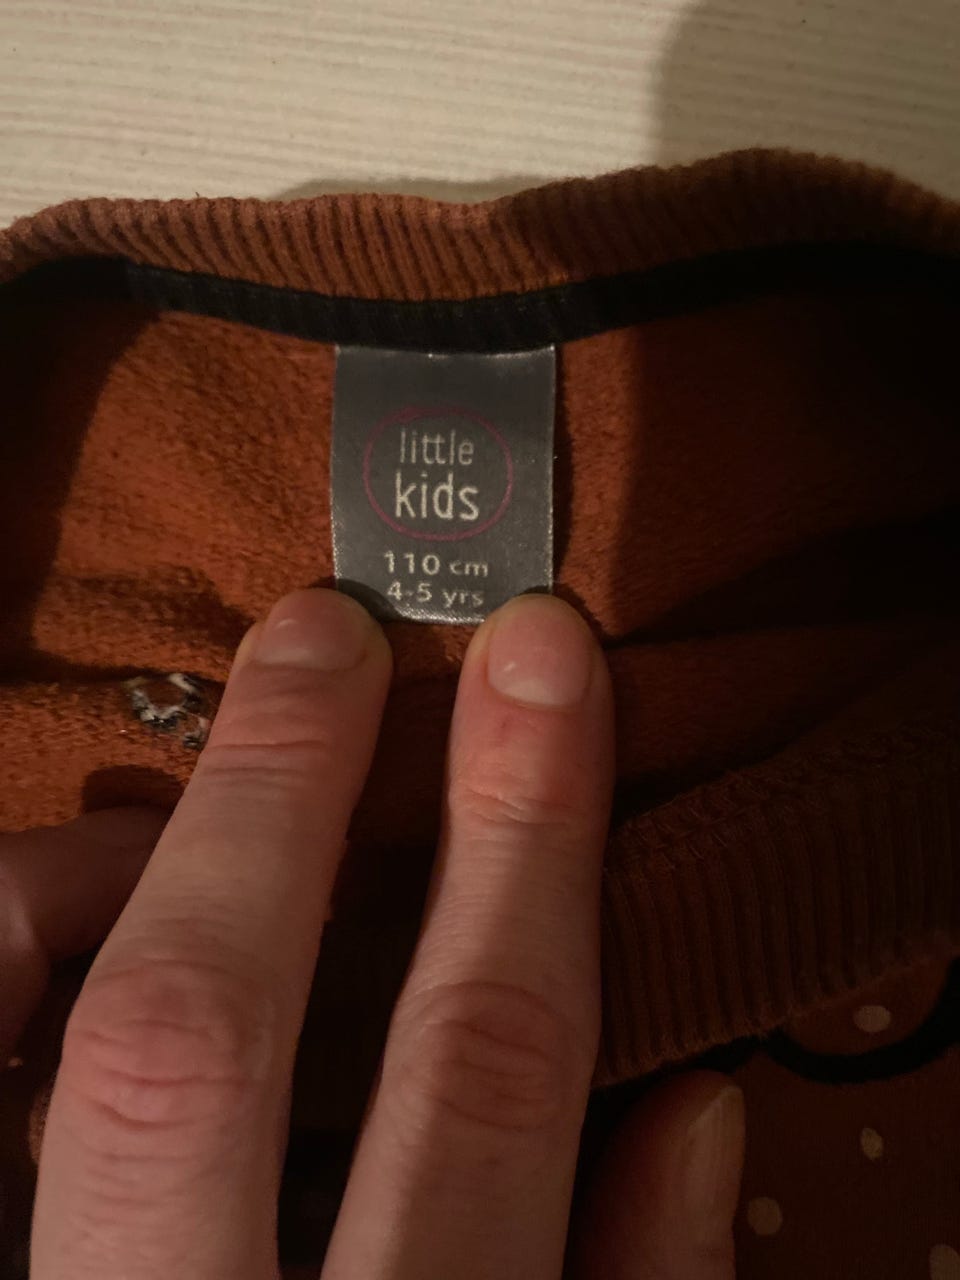 little
kids
110 cm
4-5 yrs